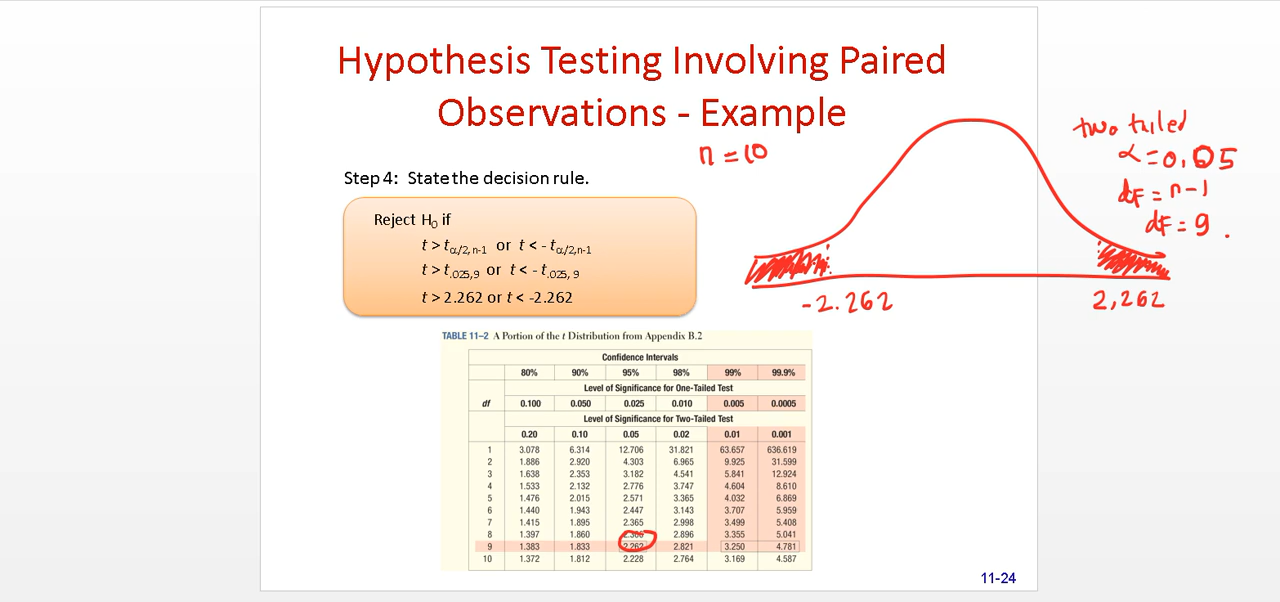 Hypothesis Testing Involving Paired
Observations - Example
n = 10
two tailed
α = 0,05
df = n-1
df = 9.
Step 4: State the decision rule.
Reject H0 if
t > tα/2, n-1 or t < - tα/2,n-1
t > t.025,9 or t < - t.025, 9
t > 2.262 or t < -2.262
-2.262
2,262
TABLE 11–2 A Portion of the t Distribution from Appendix B.2
Confidence Intervals
80% 90% 95% 98% 99% 99.9%
Level of Significance for One-Tailed Test
df 0.100 0.050 0.025 0.010 0.005 0.0005
Level of Significance for Two-Tailed Test
0.20 0.10 0.05 0.02 0.01 0.001
1 3.078 6.314 12.706 31.821 63.657 636.619
2 1.886 2.920 4.303 6.965 9.925 31.599
3 1.638 2.353 3.182 4.541 5.841 12.924
4 1.533 2.132 2.776 3.747 4.604 8.610
5 1.476 2.015 2.571 3.365 4.032 6.869
6 1.440 1.943 2.447 3.143 3.707 5.959
7 1.415 1.895 2.365 2.998 3.499 5.408
8 1.397 1.860 2.306 2.896 3.355 5.041
9 1.383 1.833 2.262 2.821 3.250 4.781
10 1.372 1.812 2.228 2.764 3.169 4.587
11-24